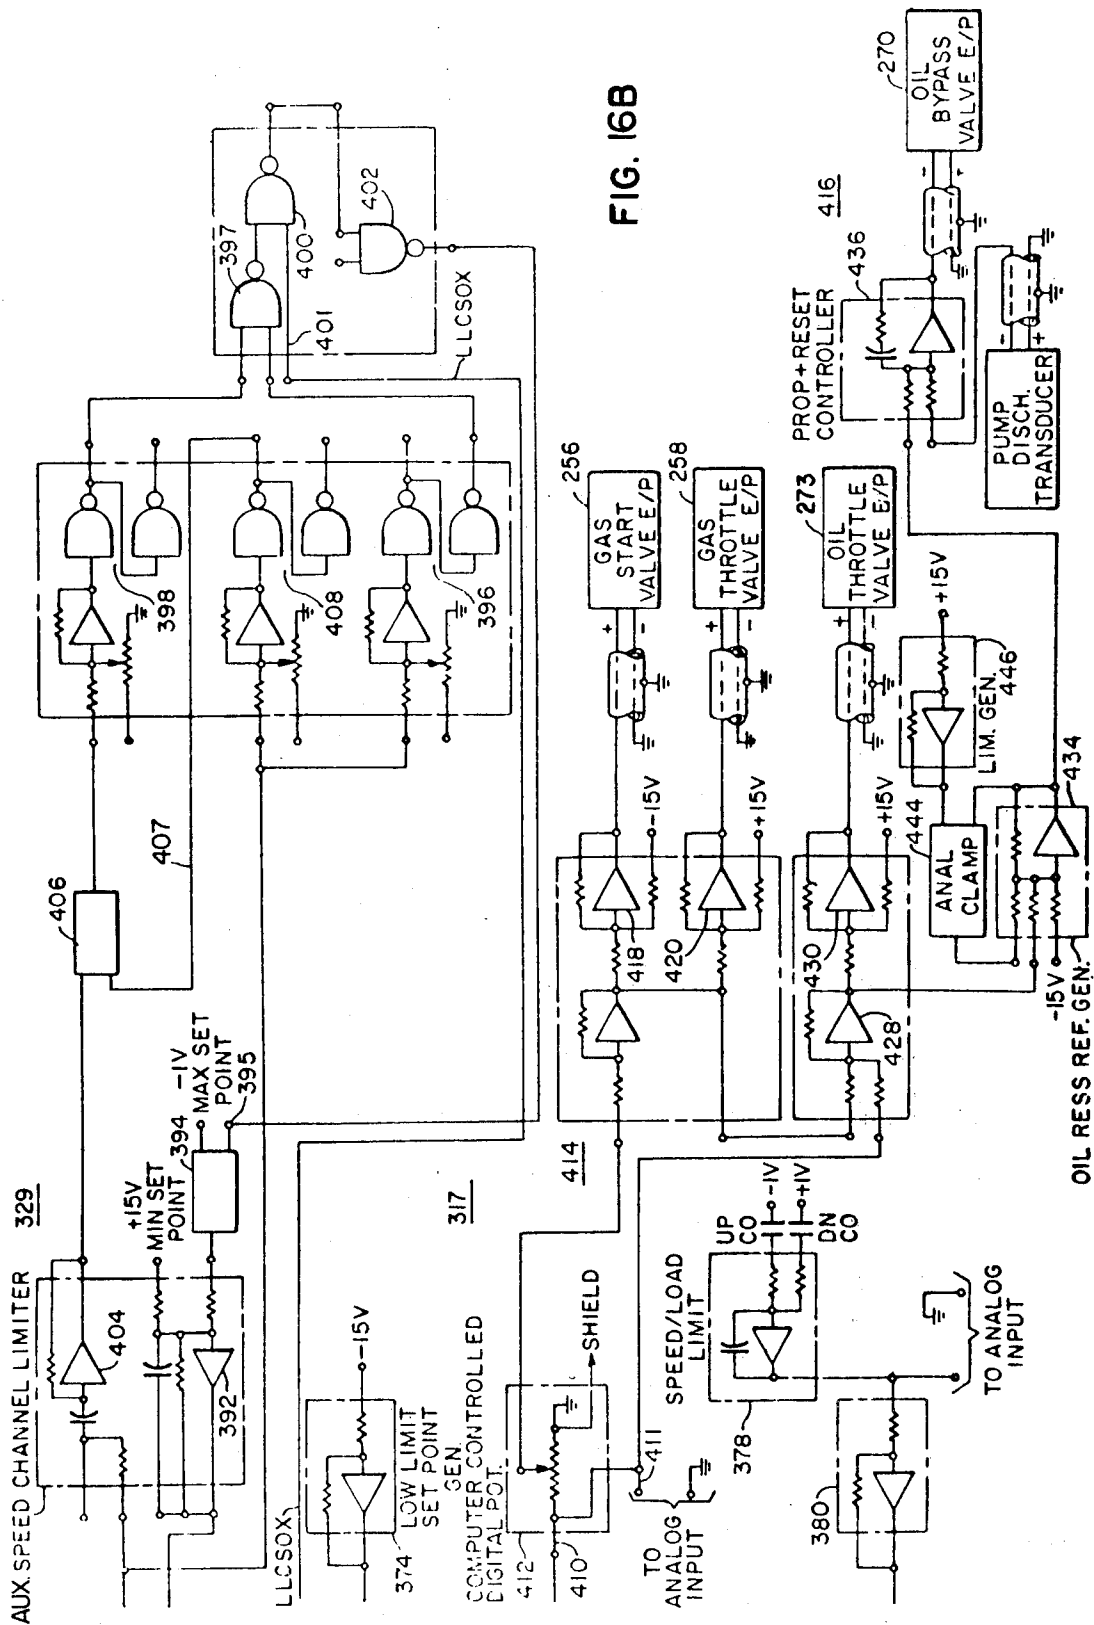 AUX. SPEED CHANNEL LIMITER
329
404
392
+15V
MIN SET
POINT
394
-1V
MAX SET
POINT
395
406
407
398
408
396
397
400
401
402
LLCSOX
FIG. 16B
LLCSOX
374
LOW LIMIT
SET POINT
GEN
-15V
317
COMPUTER CONTROLLED
DIGITAL POT.
412
410
SHIELD
411
TO
ANALOG
INPUT
414
418
420
-15V
+15V
256
GAS
START
VALVE E/P
+
-
258
GAS
THROTTLE
VALVE E/P
+
-
428
430
+15V
273
OIL
THROTTLE
VALVE E/P
+
-
SPEED/LOAD
LIMIT
378
UP
CO
-1V
+1V
DN
CO
380
TO ANALOG
INPUT
444
ANAL
CLAMP
LIM. GEN.
446
+15V
434
-15V
OIL RESS REF. GEN.
PROP+RESET
CONTROLLER
436
416
PUMP
DISCH.
TRANSDUCER
-
+
270
OIL
BYPASS
VALVE E/P
-
+